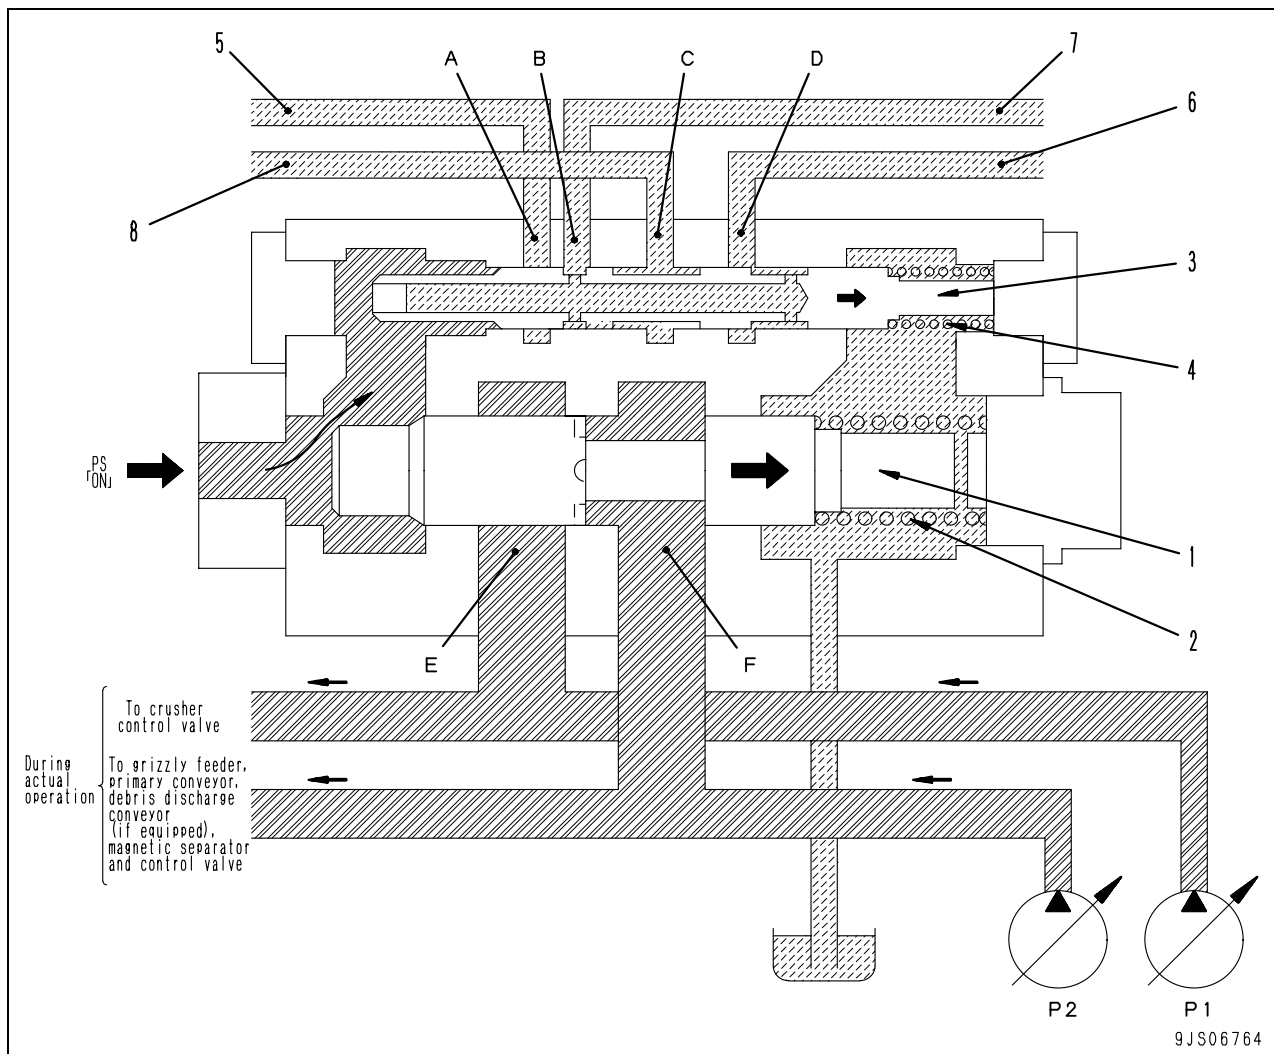 5
A
B
C
D
7
6
8
3
4
PS
「ON」
1
2
E
F
To crusher
control valve
During
actual
operation
To grizzly feeder,
primary conveyor,
debris discharge
conveyor
(if equipped),
magnetic separator
and control valve
P2
P1
9JS06764